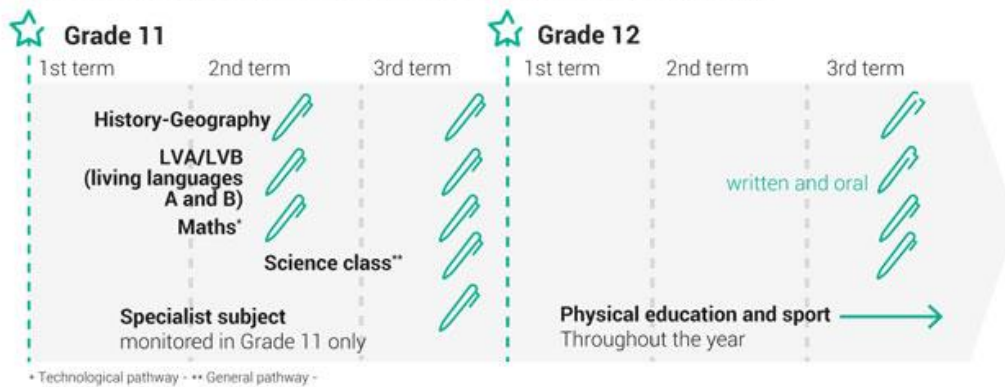 Grade 11
Grade 12
1st term 2nd term 3rd term 1st term 2nd term 3rd term
History-Geography
LVA/LVB
(living languages
A and B)
written and oral
Maths*
Science class**
Specialist subject
monitored in Grade 11 only
Physical education and sport
Throughout the year
* Technological pathway - ** General pathway -